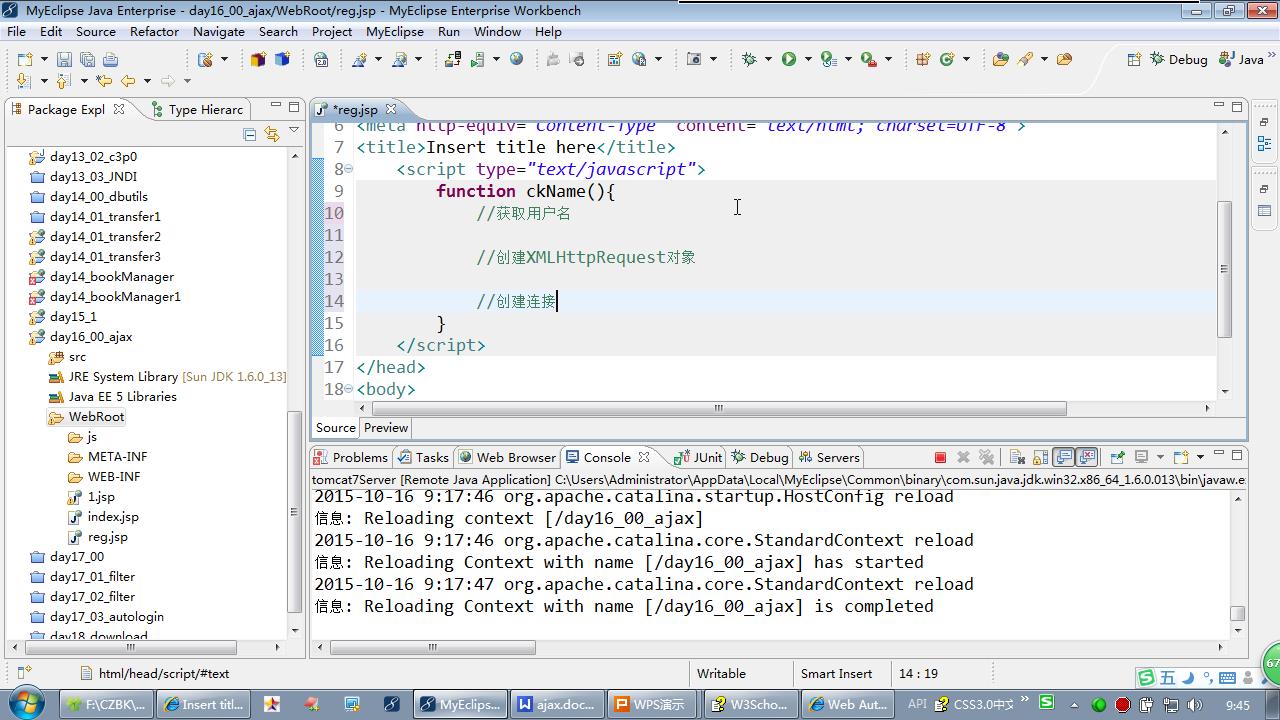 MyEclipse Java Enterprise - day16_00_ajax/WebRoot/reg.jsp - MyEclipse Enterprise Workbench
File Edit Source Refactor Navigate Search Project MyEclipse Run Window Help
Debug Java
Package Expl Type Hierarc
*reg.jsp
day13_02_c3p0
day13_03_JNDI
day14_00_dbutils
day14_01_transfer1
day14_01_transfer2
day14_01_transfer3
day14_bookManager
day14_bookManager1
day15_1
day16_00_ajax
src
JRE System Library [Sun JDK 1.6.0_13]
Java EE 5 Libraries
WebRoot
js
META-INF
WEB-INF
1.jsp
index.jsp
reg.jsp
day17_00
day17_01_filter
day17_02_filter
day17_03_autologin
day18_download
6 <meta http-equiv="Content-Type" content="text/html; charset=UTF-8">
7 <title>Insert title here</title>
8 <script type="text/javascript">
9 function ckName(){
10 //获取用户名
11
12 //创建XMLHttpRequest对象
13
14 //创建连接
15 }
16 </script>
17 </head>
18 <body>
Source Preview
Problems Tasks Web Browser Console JUnit Debug Servers
tomcat7Server [Remote Java Application] C:\Users\Administrator\AppData\Local\MyEclipse\Common\binary\com.sun.java.jdk.win32.x86_64_1.6.0.013\bin\javaw.e
2015-10-16 9:17:46 org.apache.catalina.startup.HostConfig reload
信息: Reloading context [/day16_00_ajax]
2015-10-16 9:17:46 org.apache.catalina.core.StandardContext reload
信息: Reloading Context with name [/day16_00_ajax] has started
2015-10-16 9:17:47 org.apache.catalina.core.StandardContext reload
信息: Reloading Context with name [/day16_00_ajax] is completed
html/head/script/#text Writable Smart Insert 14 : 19
五
67
F:\CZBK\... Insert titl... MyEclips... ajax.doc... WPS演示 W3Scho... Web Aut... API CSS3.0中文 9:45